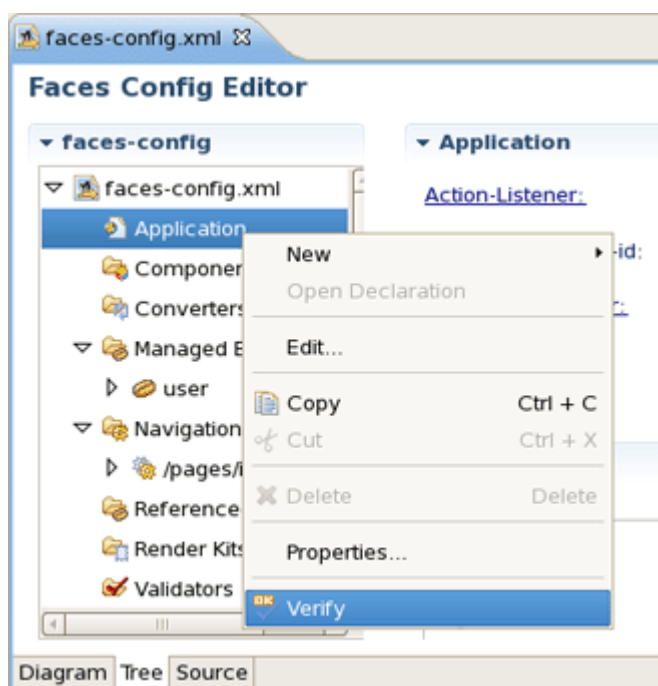 faces-config.xml
Faces Config Editor
faces-config
Application
faces-config.xml
Action-Listener:
Application
New
-id:
Componen
Open Declaration
Converters
r:
Managed
Edit...
user
Copy Ctrl + C
Navigation
Cut Ctrl + X
/pages/i
Delete Delete
Reference
Render Kits
Properties...
Validators
OK
Verify
Diagram Tree Source